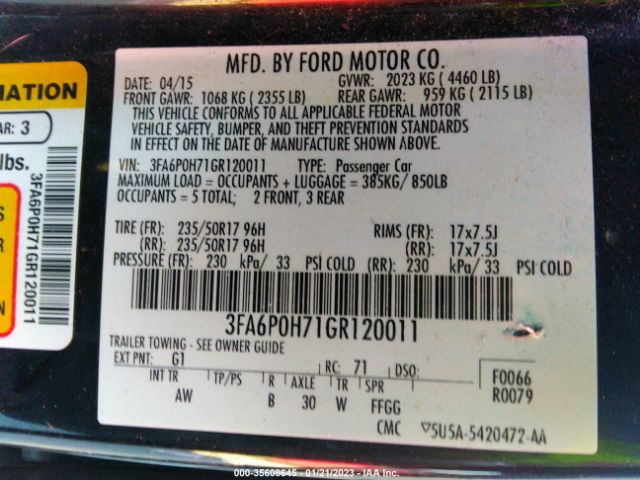 MFD. BY FORD MOTOR CO.
DATE: 04/15 GVWR: 2023 KG ( 4460 LB)
FRONT GAWR: 1068 KG ( 2355 LB) REAR GAWR: 959 KG ( 2115 LB)
THIS VEHICLE CONFORMS TO ALL APPLICABLE FEDERAL MOTOR
VEHICLE SAFETY, BUMPER, AND THEFT PREVENTION STANDARDS
IN EFFECT ON THE DATE OF MANUFACTURE SHOWN ABOVE.
VIN: 3FA6P0H71GR120011 TYPE: Passenger Car
MAXIMUM LOAD = OCCUPANTS + LUGGAGE = 385KG/ 850LB
OCCUPANTS = 5 TOTAL; 2 FRONT, 3 REAR
TIRE (FR): 235/50R17 96H RIMS (FR): 17x7.5J
(RR): 235/50R17 96H (RR): 17x7.5J
PRESSURE (FR): 230 kPa/ 33 PSI COLD (RR): 230 kPa/ 33 PSI COLD
3FA6P0H71GR120011
TRAILER TOWING - SEE OWNER GUIDE
EXT PNT: G1 RC: 71 DSO:
F0066
R0079
INT TR TP/PS R AXLE TR SPR
AW B 30 W FFGG
CMC 5U5A-5420472-AA
MATION
AR: 3
lbs.
3FA6P0H71GR120011
S
R
N
000-35608645 - 01/21/2023 - IAA Inc.